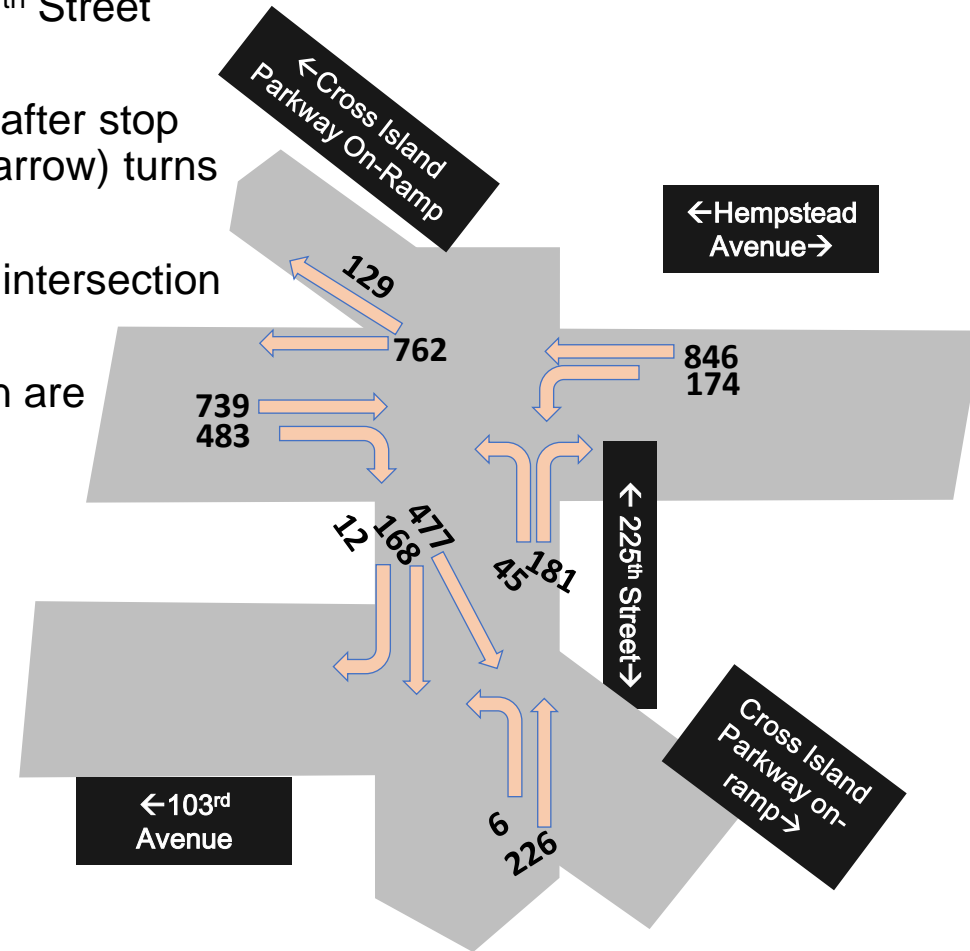 th Street
after stop
arrow) turns
intersection
n are
←Cross Island
Parkway On-Ramp
←Hempstead
Avenue→
129
762
846
174
739
483
12
168
477
45
181
← 225th Street→
Cross Island
Parkway on-
ramp→
←103rd
Avenue
6
226